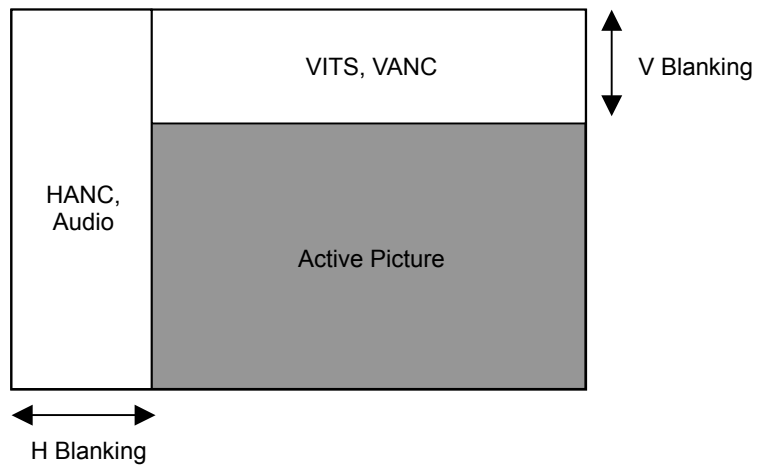 VITS, VANC
V Blanking
HANC,
Audio
Active Picture
H Blanking